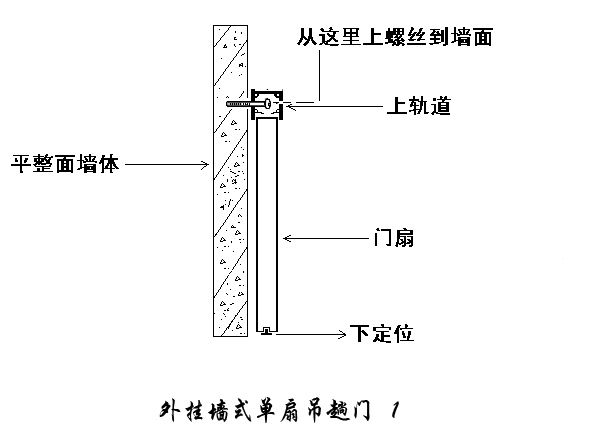 从这里上螺丝到墙面
上轨道
平整面墙体
门扇
下定位
外挂墙式单扇吊趟门 1